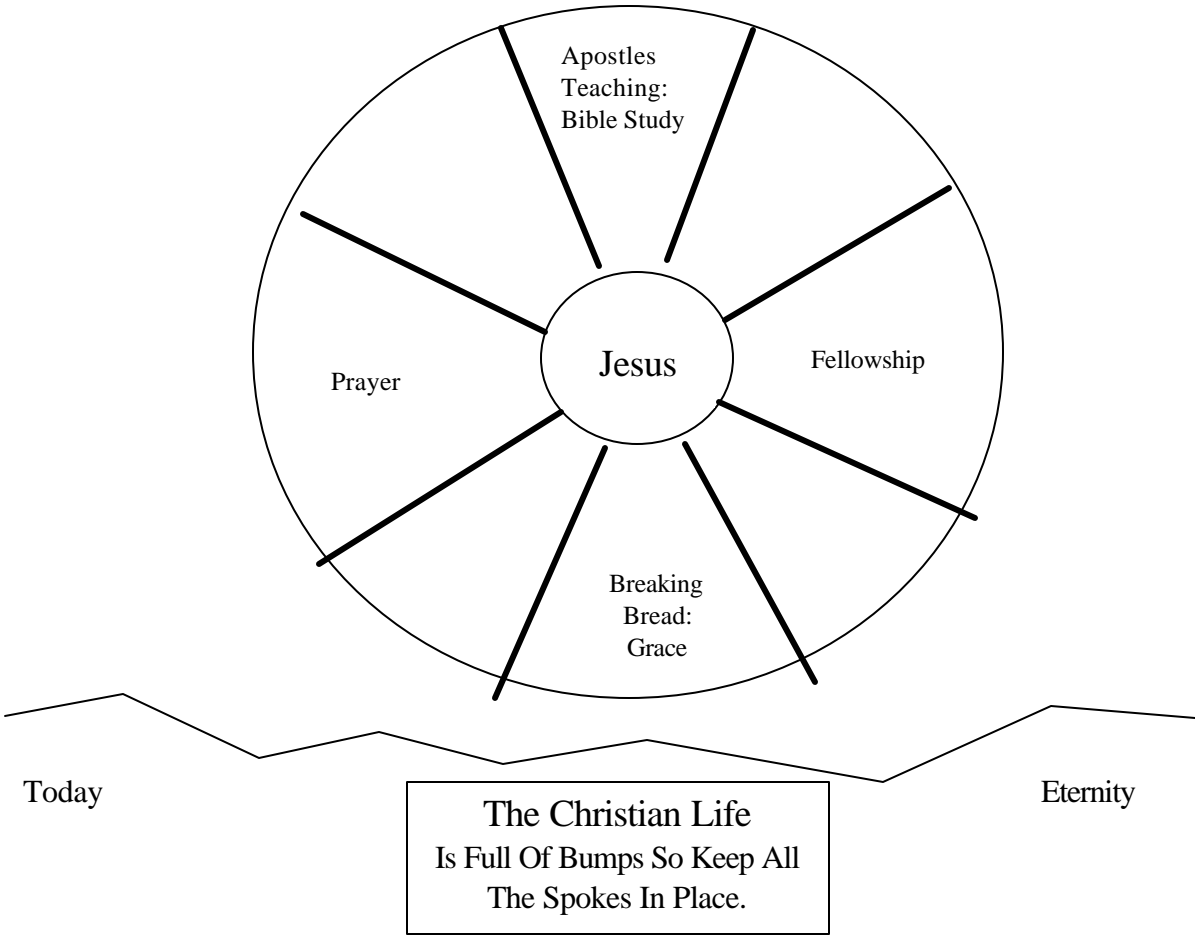 Apostles
Teaching:
Bible Study
Jesus
Fellowship
Prayer
Breaking
Bread:
Grace
Today
Eternity
The Christian Life
Is Full Of Bumps So Keep All
The Spokes In Place.